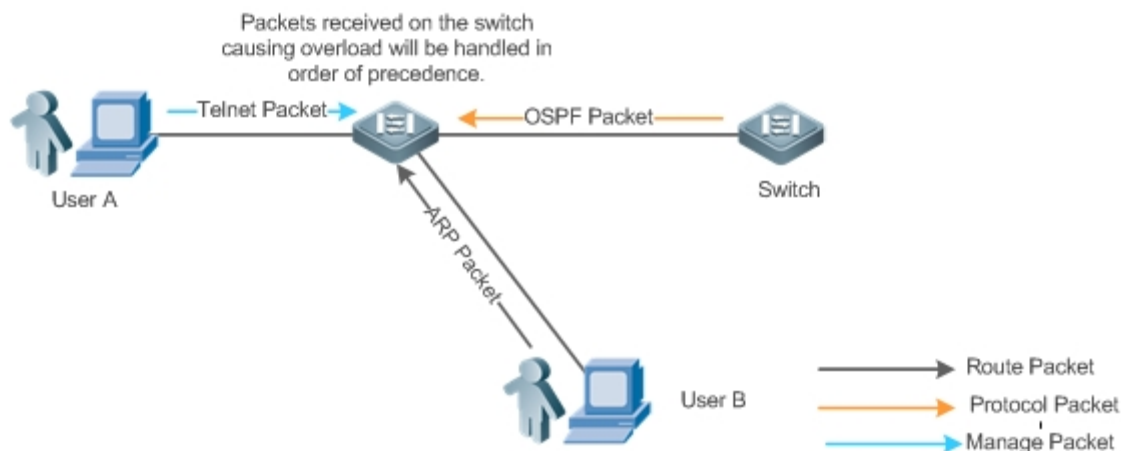 Packets received on the switch
causing overload will be handled in
order of precedence.
Telnet Packet
OSPF Packet
User A
Switch
ARP Packet
User B
Route Packet
Protocol Packet
Manage Packet